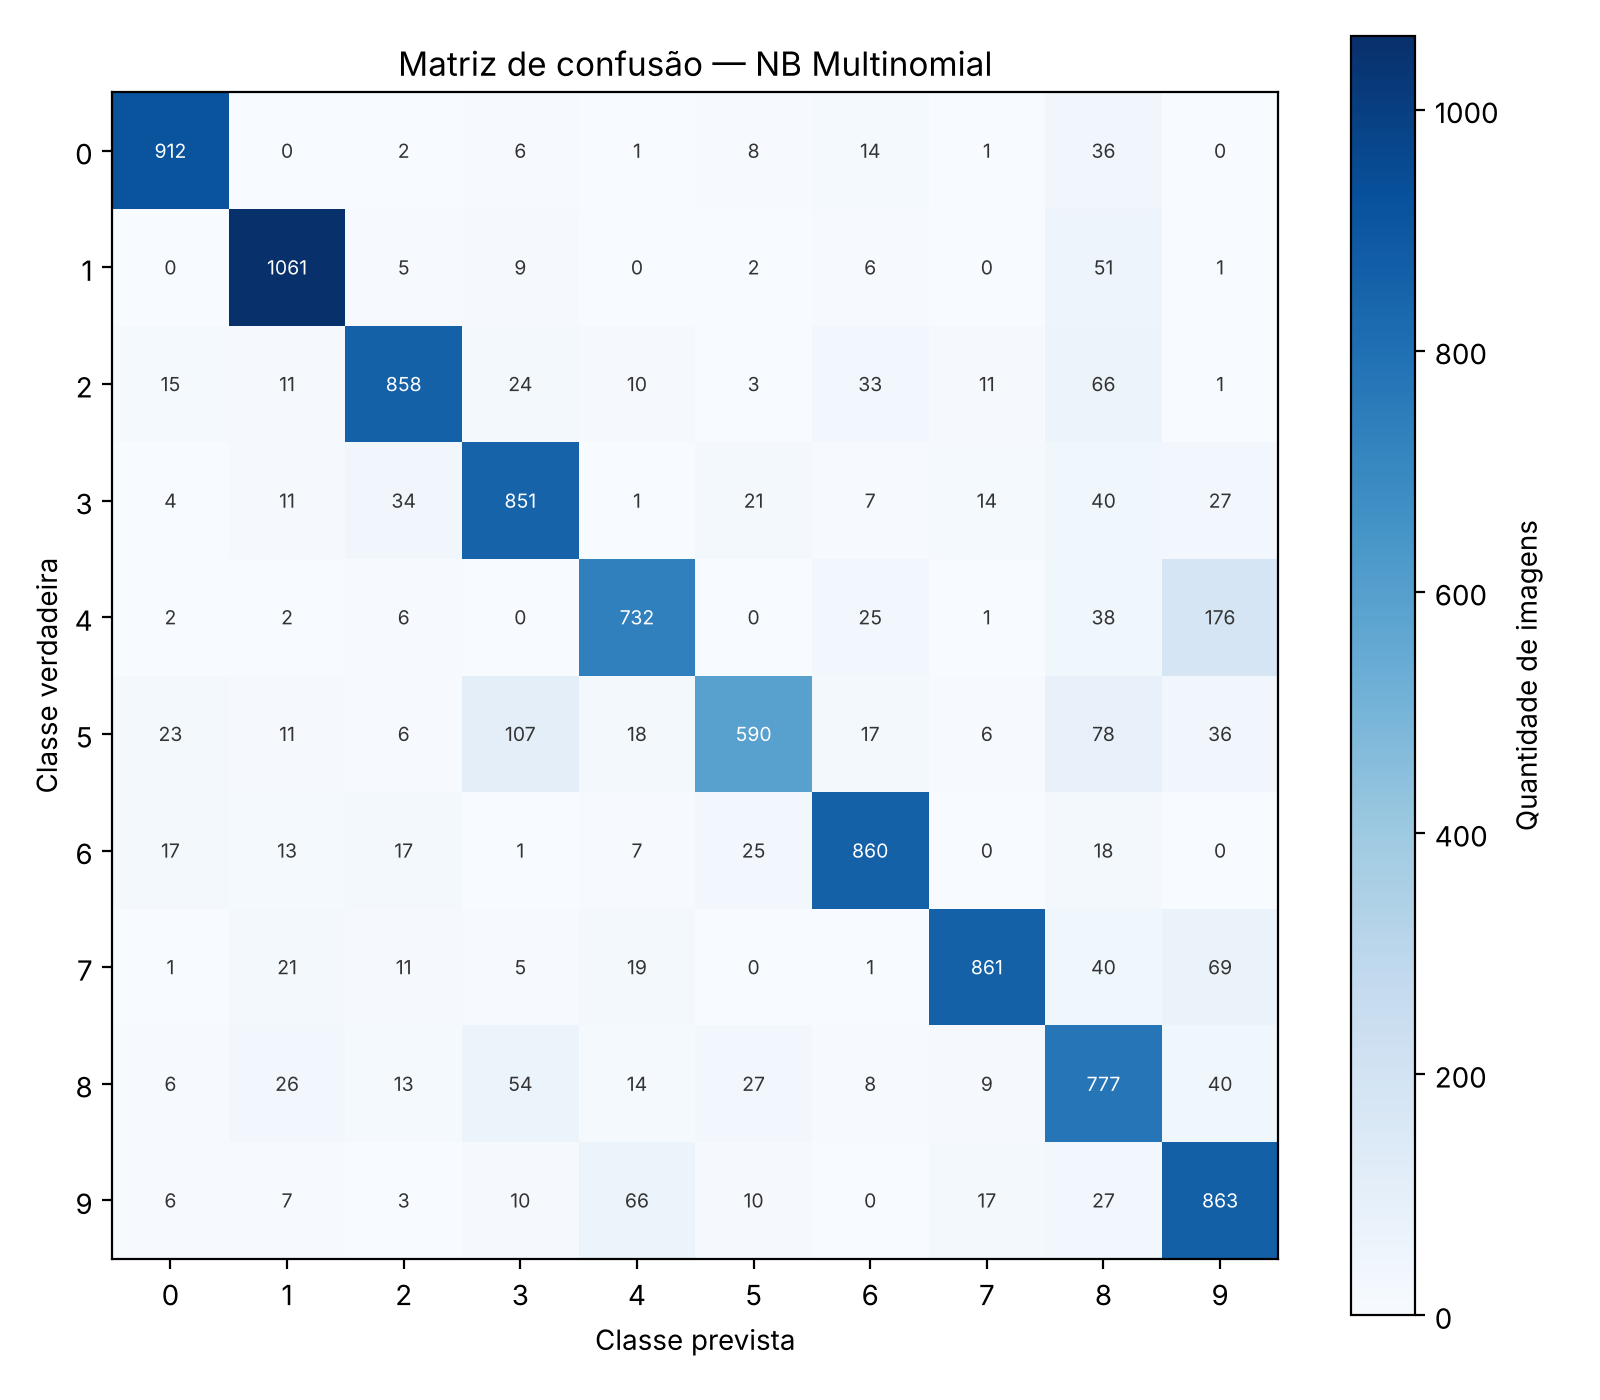 Matriz de confusão — NB Multinomial
0 912 0 2 6 1 8 14 1 36 0
1 0 1061 5 9 0 2 6 0 51 1
2 15 11 858 24 10 3 33 11 66 1
3 4 11 34 851 1 21 7 14 40 27
4 2 2 6 0 732 0 25 1 38 176
5 23 11 6 107 18 590 17 6 78 36
6 17 13 17 1 7 25 860 0 18 0
7 1 21 11 5 19 0 1 861 40 69
8 6 26 13 54 14 27 8 9 777 40
9 6 7 3 10 66 10 0 17 27 863
0 1 2 3 4 5 6 7 8 9
Classe prevista
Classe verdadeira
1000
800
600
400
200
0
Quantidade de imagens